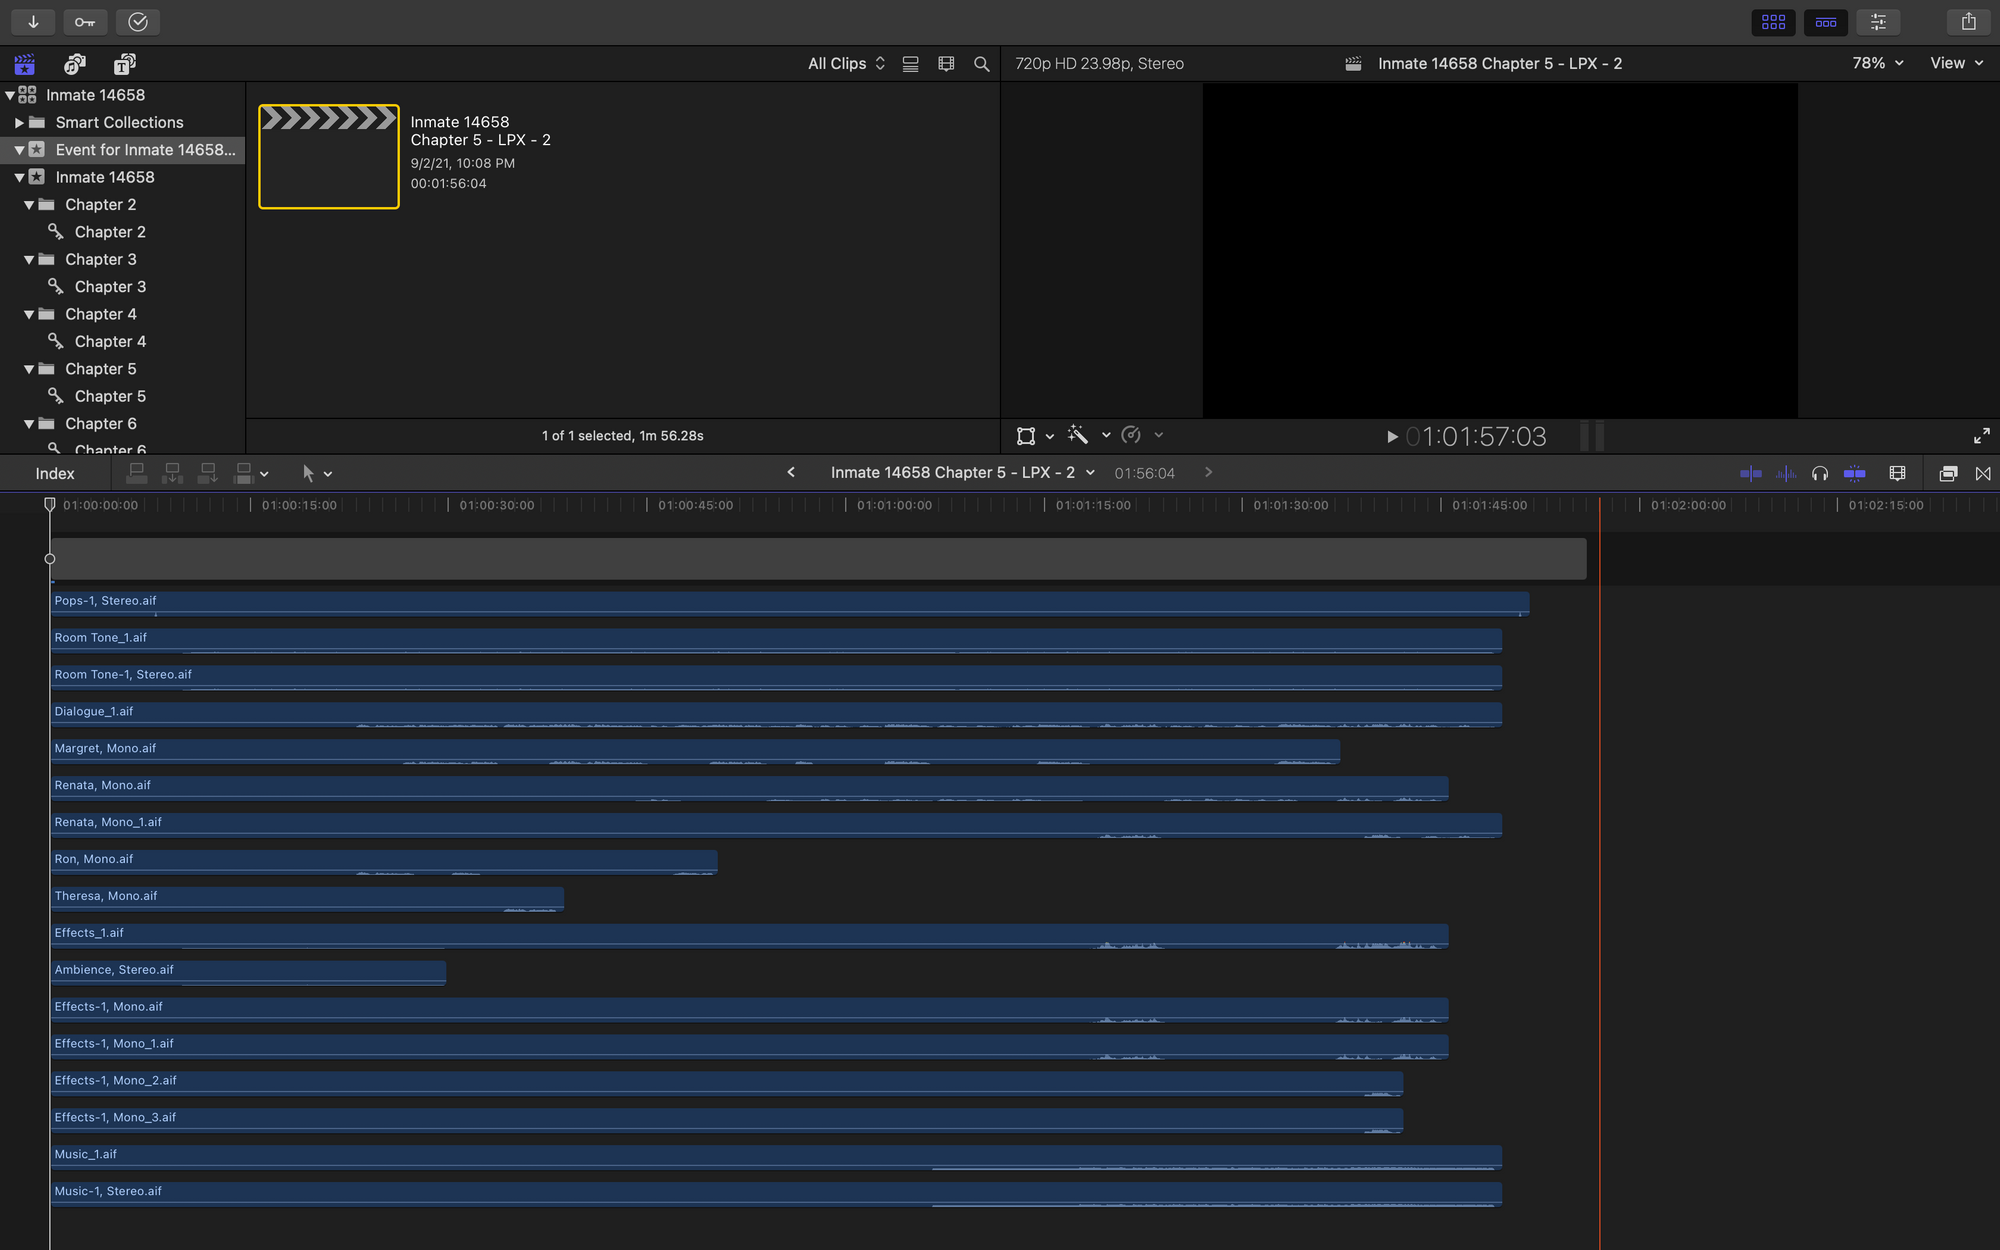 All Clips
720p HD 23.98p, Stereo
Inmate 14658 Chapter 5 - LPX - 2
78%
View
Inmate 14658
Smart Collections
Event for Inmate 14658...
Inmate 14658
Chapter 2
Chapter 2
Chapter 3
Chapter 3
Chapter 4
Chapter 4
Chapter 5
Chapter 5
Chapter 6
Chapter 6
Inmate 14658
Chapter 5 - LPX - 2
9/2/21, 10:08 PM
00:01:56:04
1 of 1 selected, 1m 56.28s
01:01:57:03
Index
Inmate 14658 Chapter 5 - LPX - 2
01:56:04
01:00:00:00
01:00:15:00
01:00:30:00
01:00:45:00
01:01:00:00
01:01:15:00
01:01:30:00
01:01:45:00
01:02:00:00
01:02:15:00
Pops-1, Stereo.aif
Room Tone_1.aif
Room Tone-1, Stereo.aif
Dialogue_1.aif
Margret, Mono.aif
Renata, Mono.aif
Renata, Mono_1.aif
Ron, Mono.aif
Theresa, Mono.aif
Effects_1.aif
Ambience, Stereo.aif
Effects-1, Mono.aif
Effects-1, Mono_1.aif
Effects-1, Mono_2.aif
Effects-1, Mono_3.aif
Music_1.aif
Music-1, Stereo.aif